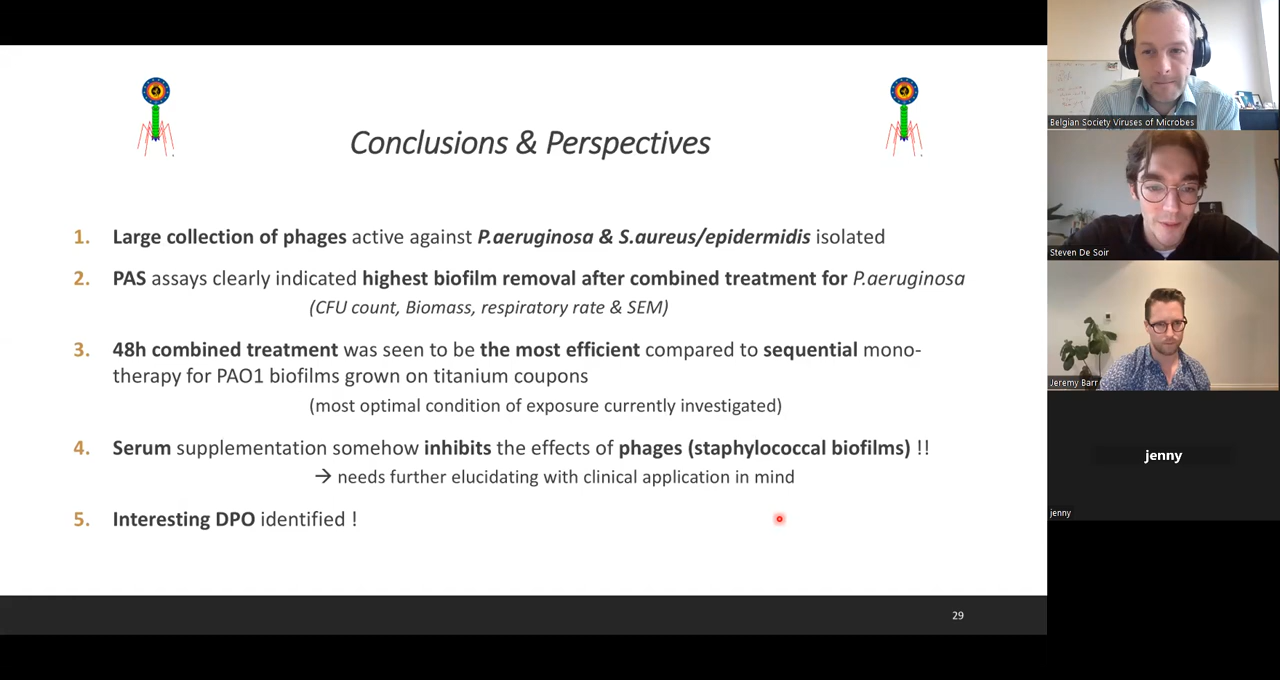 Conclusions & Perspectives
1. Large collection of phages active against P.aeruginosa & S.aureus/epidermidis isolated
2. PAS assays clearly indicated highest biofilm removal after combined treatment for P.aeruginosa
(CFU count, Biomass, respiratory rate & SEM)
3. 48h combined treatment was seen to be the most efficient compared to sequential mono-
therapy for PAO1 biofilms grown on titanium coupons
(most optimal condition of exposure currently investigated)
4. Serum supplementation somehow inhibits the effects of phages (staphylococcal biofilms) !!
→ needs further elucidating with clinical application in mind
5. Interesting DPO identified !
29
Belgian Society Viruses of Microbes
Steven De Soir
Jeremy Barr
jenny
jenny